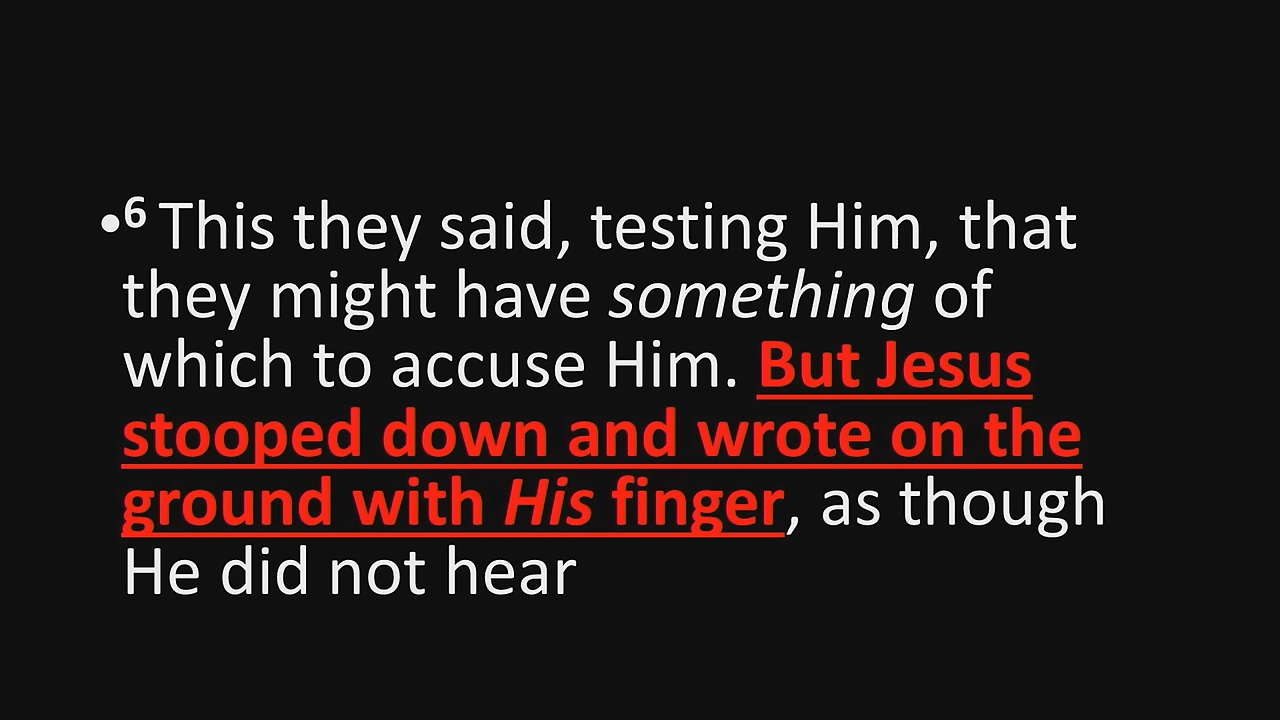 •6 This they said, testing Him, that
they might have something of
which to accuse Him. But Jesus
stooped down and wrote on the
ground with His finger, as though
He did not hear